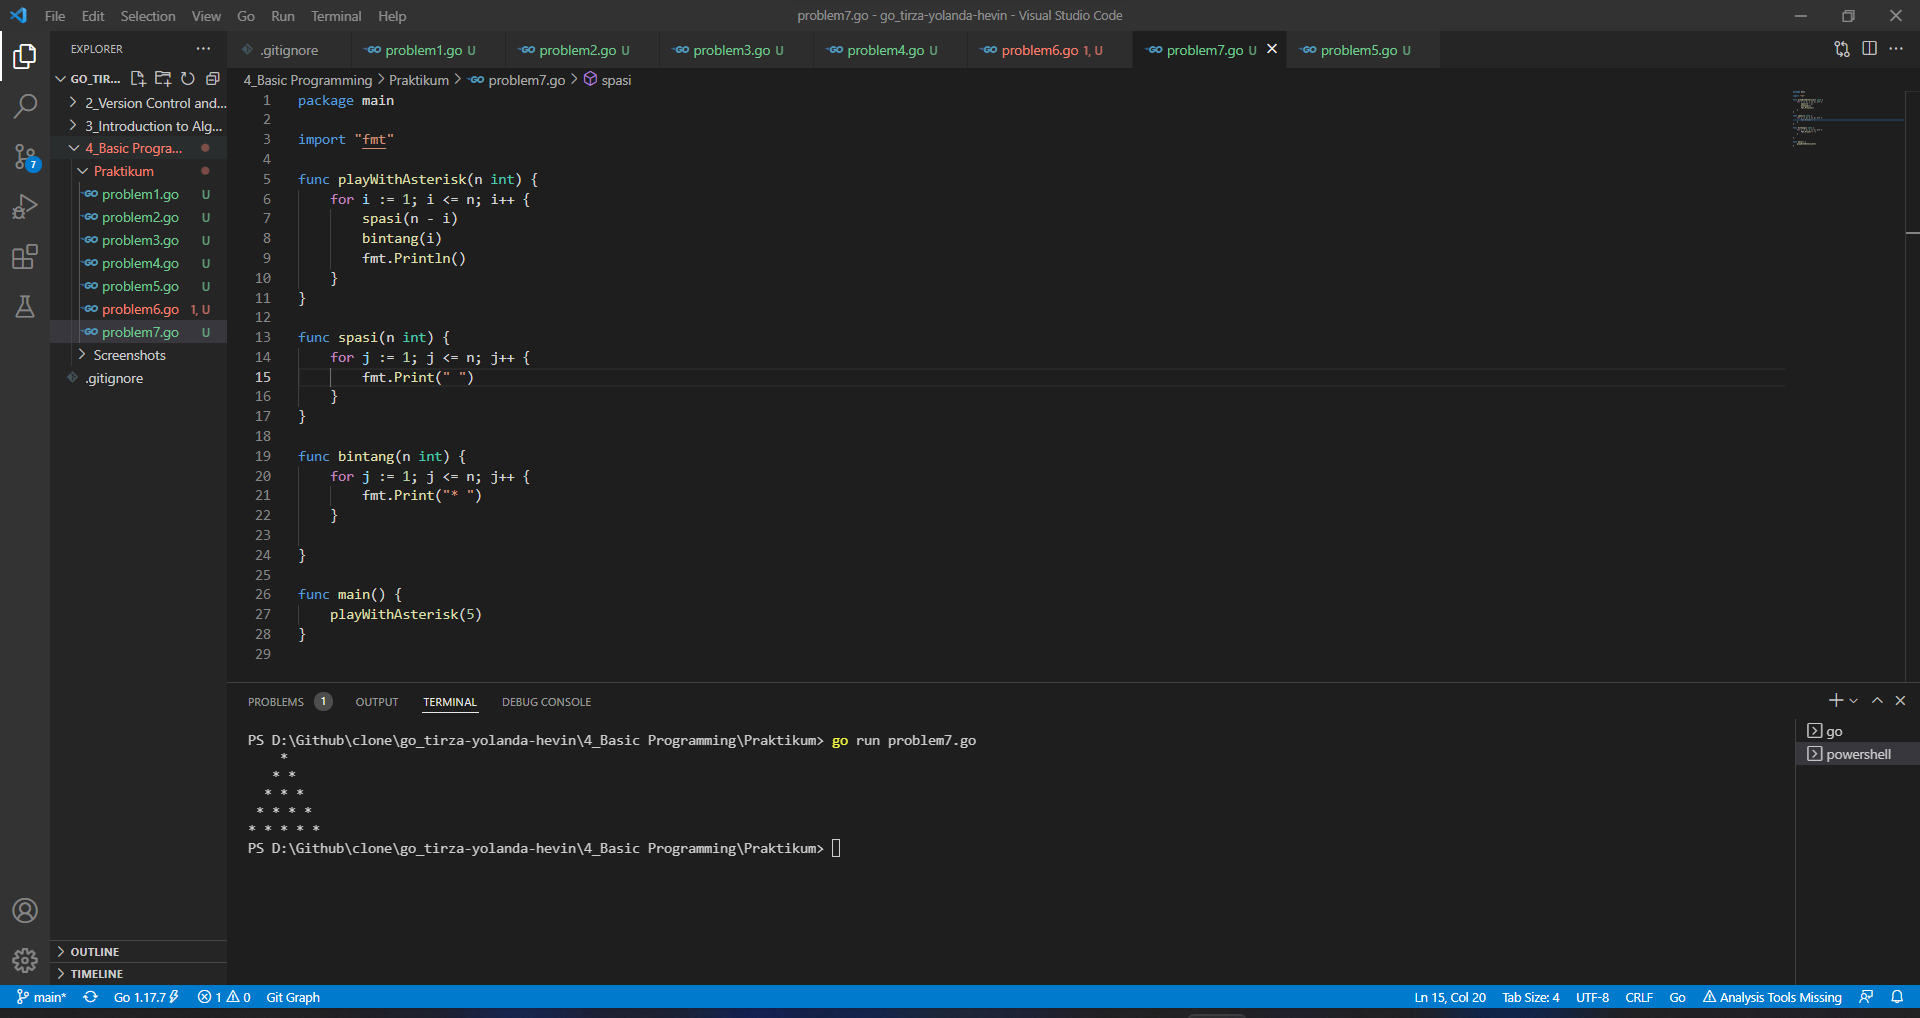 File Edit Selection View Go Run Terminal Help
problem7.go - go_tirza-yolanda-hevin - Visual Studio Code
EXPLORER
GO_TIR...
2_Version Control and...
3_Introduction to Alg...
4_Basic Progra...
Praktikum
problem1.go U
problem2.go U
problem3.go U
problem4.go U
problem5.go U
problem6.go 1, U
problem7.go U
Screenshots
.gitignore
OUTLINE
TIMELINE
7
.gitignore problem1.go U problem2.go U problem3.go U problem4.go U problem6.go 1, U problem7.go U problem5.go U
4_Basic Programming > Praktikum > problem7.go > spasi
1 package main
2
3 import "fmt"
4
5 func playWithAsterisk(n int) {
6 for i := 1; i <= n; i++ {
7 spasi(n - i)
8 bintang(i)
9 fmt.Println()
10 }
11 }
12
13 func spasi(n int) {
14 for j := 1; j <= n; j++ {
15 fmt.Print(" ")
16 }
17 }
18
19 func bintang(n int) {
20 for j := 1; j <= n; j++ {
21 fmt.Print("* ")
22 }
23
24 }
25
26 func main() {
27 playWithAsterisk(5)
28 }
29
PROBLEMS 1 OUTPUT TERMINAL DEBUG CONSOLE
PS D:\Github\clone\go_tirza-yolanda-hevin\4_Basic Programming\Praktikum> go run problem7.go
    *
   * *
  * * *
 * * * *
* * * * *
PS D:\Github\clone\go_tirza-yolanda-hevin\4_Basic Programming\Praktikum>
go
powershell
main* Go 1.17.7 1 0 Git Graph
Ln 15, Col 20 Tab Size: 4 UTF-8 CRLF Go Analysis Tools Missing